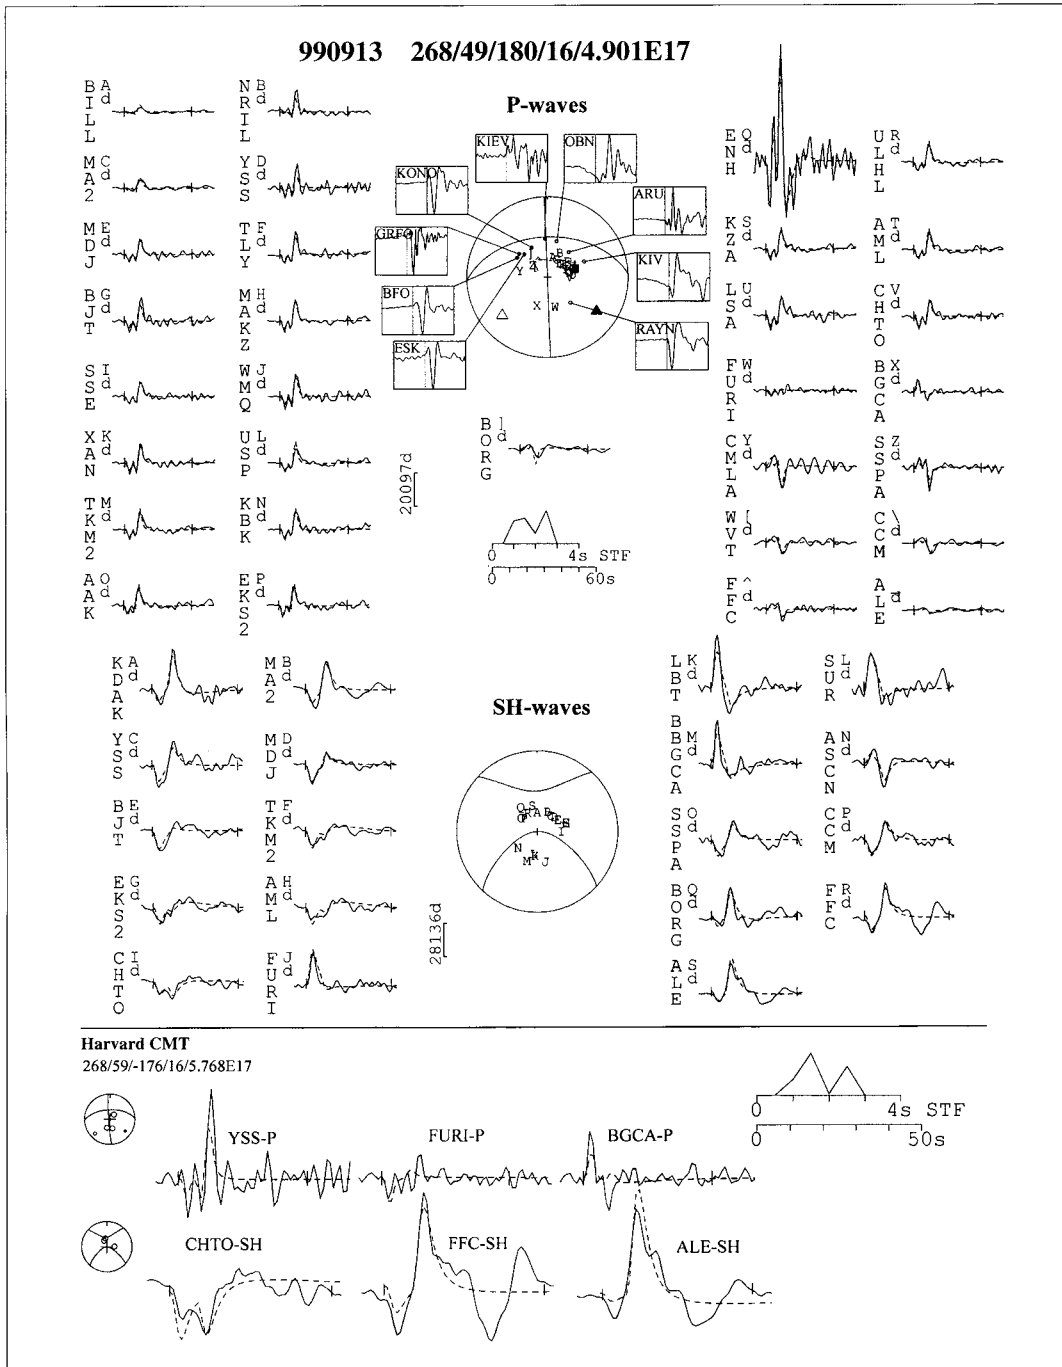 990913 268/49/180/16/4.901E17
P-waves
BILL A d
NRIL B d
MA2 C d
YSS D d
MDJ E d
TLY F d
BJT G d
MAKZ H d
SSE I d
WMQ J d
XAN K d
USP L d
TKM2 M d
KBK N d
AAK O d
EKS2 P d
KIEV
OBN
KONO
ARU
GRFO
KIV
BFO
ESK
RAYN
Y
X W
BORG ] d
20097d
0 4s STF
0 60s
ENH Q d
ULHL R d
KZA S d
AML T d
LSA U d
CHTO V d
FURI W d
BGCA X d
CMLA Y d
SSPA Z d
WVT [ d
CCM \ d
FFC ^ d
ALE d
SH-waves
KDAK A d
MA2 B d
YSS C d
MDJ D d
BJT E d
TKM2 F d
EKS2 G d
AML H d
CHTO I d
FURI J d
N
M J
28136d
LBTB K d
SUR L d
BGCA M d
ASCN N d
SSPA O d
CCM P d
BORG Q d
FFC R d
ALE S d
Harvard CMT
268/59/-176/16/5.768E17
YSS-P
FURI-P
BGCA-P
0 4s STF
0 50s
CHTO-SH
FFC-SH
ALE-SH